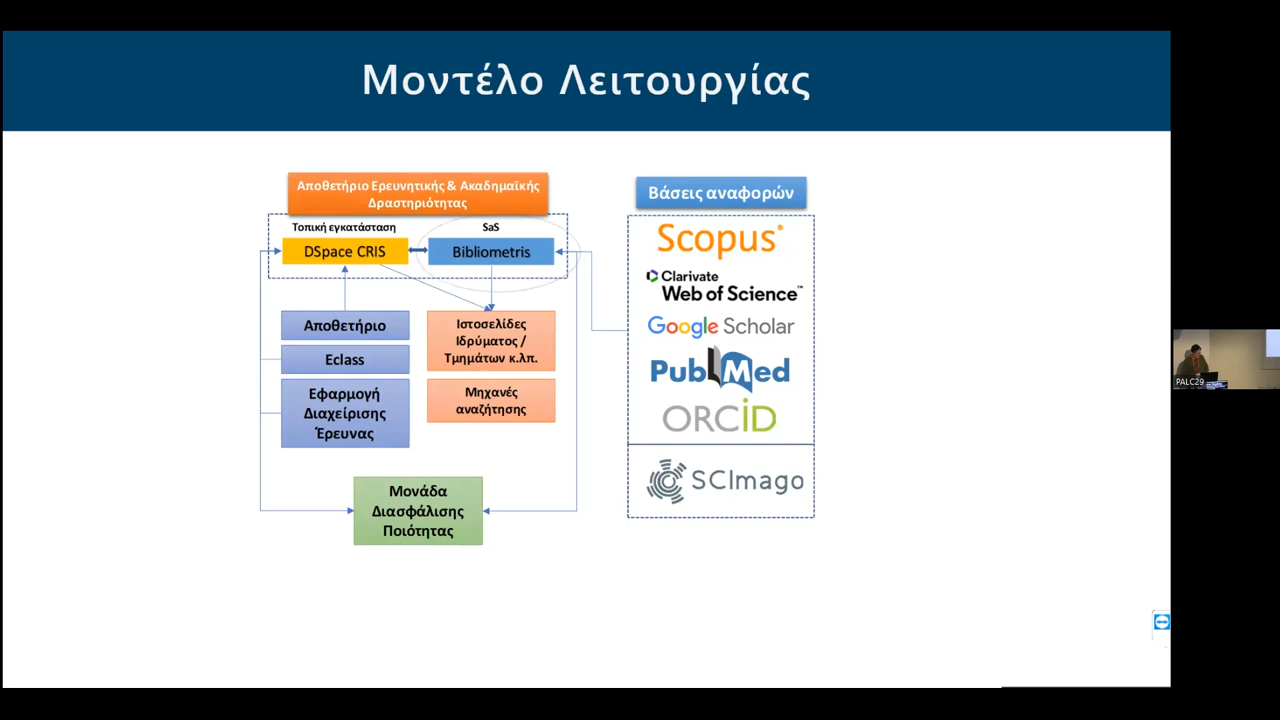 Μοντέλο Λειτουργίας
Αποθετήριο Ερευνητικής & Ακαδημαϊκής
Δραστηριότητας
Τοπική εγκατάσταση
SaS
DSpace CRIS
Bibliometris
Αποθετήριο
Eclass
Εφαρμογή
Διαχείρισης
Έρευνας
Ιστοσελίδες
Ιδρύματος /
Τμημάτων κ.λπ.
Μηχανές
αναζήτησης
Μονάδα
Διασφάλισης
Ποιότητας
Βάσεις αναφορών
Scopus®
Clarivate
Web of Science™
Google Scholar
PubMed
ORCID
SCImago
PALC29